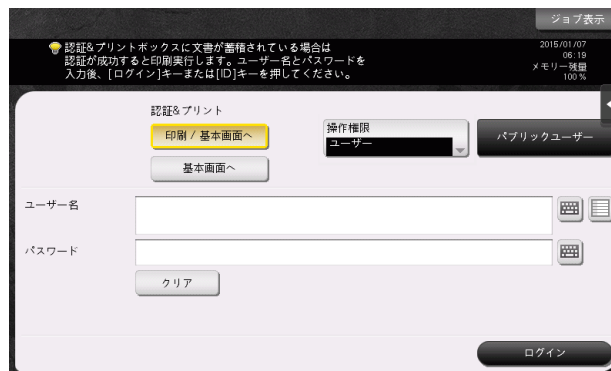 ジョブ表示
認証&プリントボックスに文書が蓄積されている場合は
認証が成功すると印刷実行します。ユーザー名とパスワードを
入力後、[ログイン]キーまたは[ID]キーを押してください。
2015/01/07
06:19
メモリー残量
100 %
認証&プリント
印刷 / 基本画面へ
操作権限
ユーザー
パブリックユーザー
基本画面へ
ユーザー名
パスワード
クリア
ログイン